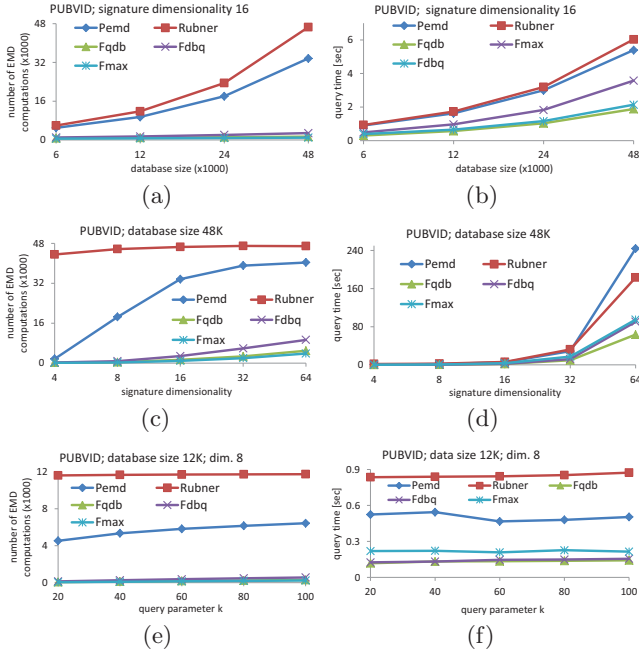 PUBVID; signature dimensionality 16
number of EMD
computations (x1000)
48
32
16
0
Pemd
Rubner
Fqdb
Fdbq
Fmax
6
12
24
48
database size (x1000)
(a)
PUBVID; signature dimensionality 16
query time [sec]
6
4
2
0
Pemd
Rubner
Fqdb
Fmax
Fdbq
6
12
24
48
database size (x1000)
(b)
PUBVID; database size 48K
number of EMD
computations (x1000)
48
32
16
0
Pemd
Rubner
Fqdb
Fdbq
Fmax
4
8
16
32
64
signature dimensionality
(c)
PUBVID; database size 48K
query time [sec]
240
160
80
0
Pemd
Rubner
Fqdb
Fdbq
Fmax
4
8
16
32
64
signature dimensionality
(d)
PUBVID; database size 12K; dim. 8
number of EMD
computations (x1000)
12
8
4
0
Pemd
Rubner
Fqdb
Fdbq
Fmax
20
40
60
80
100
query parameter k
(e)
PUBVID; data size 12K; dim. 8
query time [sec]
0.9
0.6
0.3
0
Pemd
Rubner
Fqdb
Fdbq
Fmax
20
40
60
80
100
query parameter k
(f)